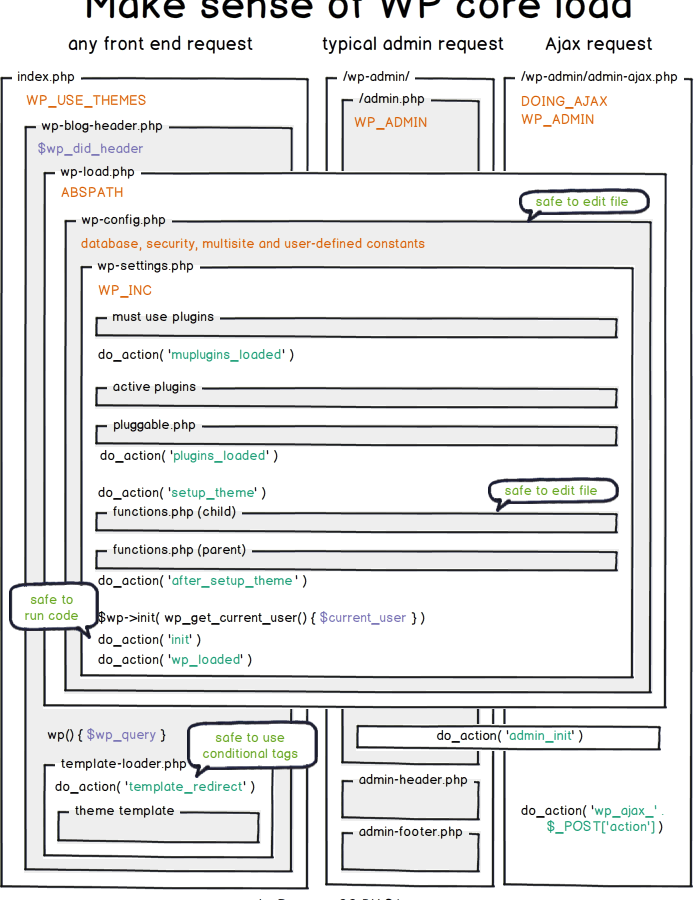 Make sense of WP core load
any front end request
typical admin request
Ajax request
index.php
/wp-admin/
/wp-admin/admin-ajax.php
WP_USE_THEMES
/admin.php
DOING_AJAX
WP_ADMIN
WP_ADMIN
wp-blog-header.php
$wp_did_header
wp-load.php
ABSPATH
safe to edit file
wp-config.php
database, security, multisite and user-defined constants
wp-settings.php
WP_INC
must use plugins
do_action( 'muplugins_loaded' )
active plugins
pluggable.php
do_action( 'plugins_loaded' )
do_action( 'setup_theme' )
safe to edit file
functions.php (child)
functions.php (parent)
do_action( 'after_setup_theme' )
safe to
run code
$wp->init( wp_get_current_user() { $current_user } )
do_action( 'init' )
do_action( 'wp_loaded' )
wp() { $wp_query }
safe to use
conditional tags
do_action( 'admin_init' )
template-loader.php
do_action( 'template_redirect' )
theme template
admin-header.php
admin-footer.php
do_action( 'wp_ajax_' .
$_POST['action'] )